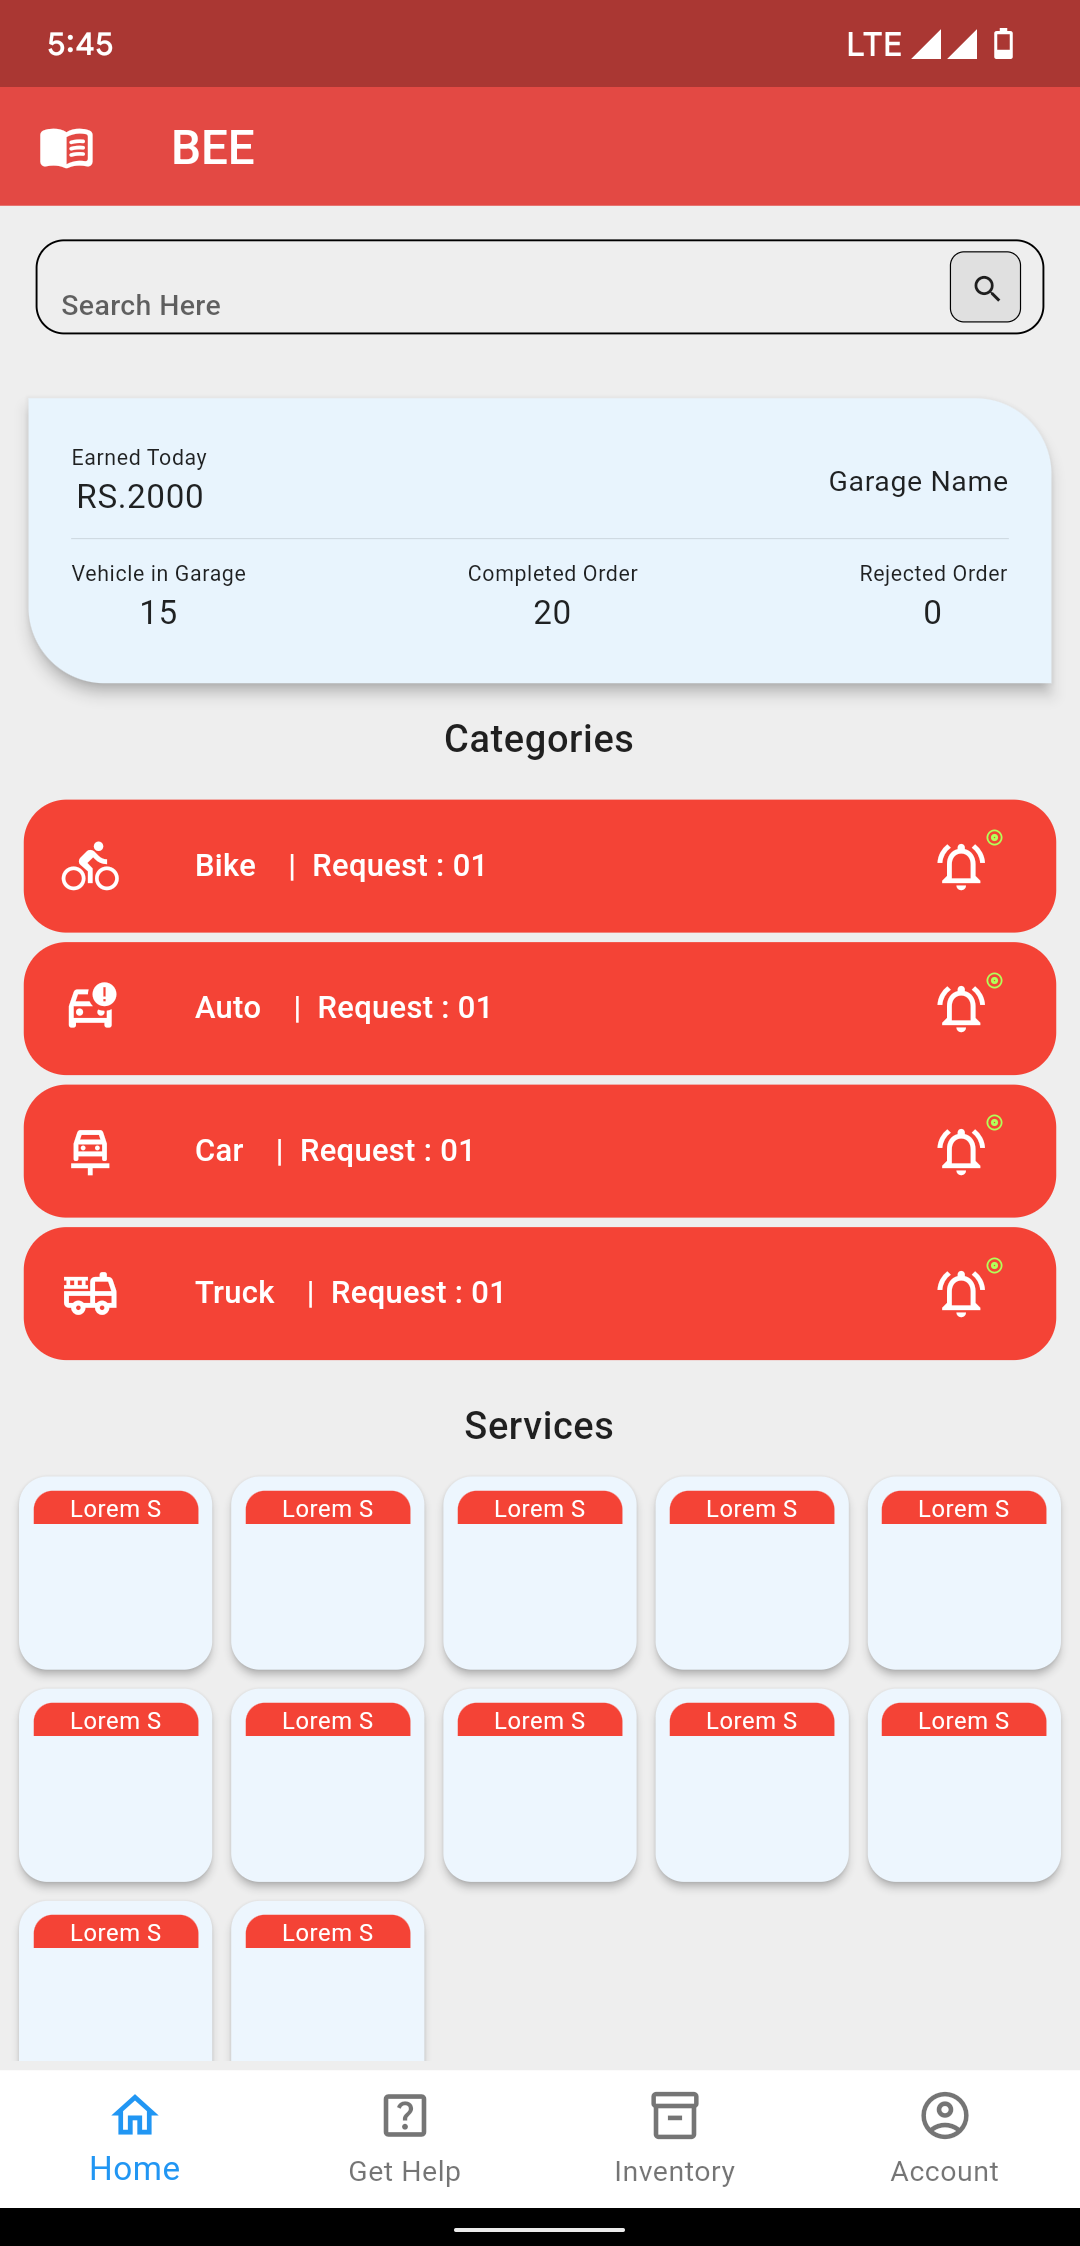 5:45 LTE
BEE
Search Here
Earned Today
RS.2000
Garage Name
Vehicle in Garage Completed Order Rejected Order
15 20 0
Categories
Bike | Request : 01
Auto | Request : 01
Car | Request : 01
Truck | Request : 01
Services
Lorem S Lorem S Lorem S Lorem S Lorem S
Lorem S Lorem S Lorem S Lorem S Lorem S
Lorem S Lorem S
Home Get Help Inventory Account